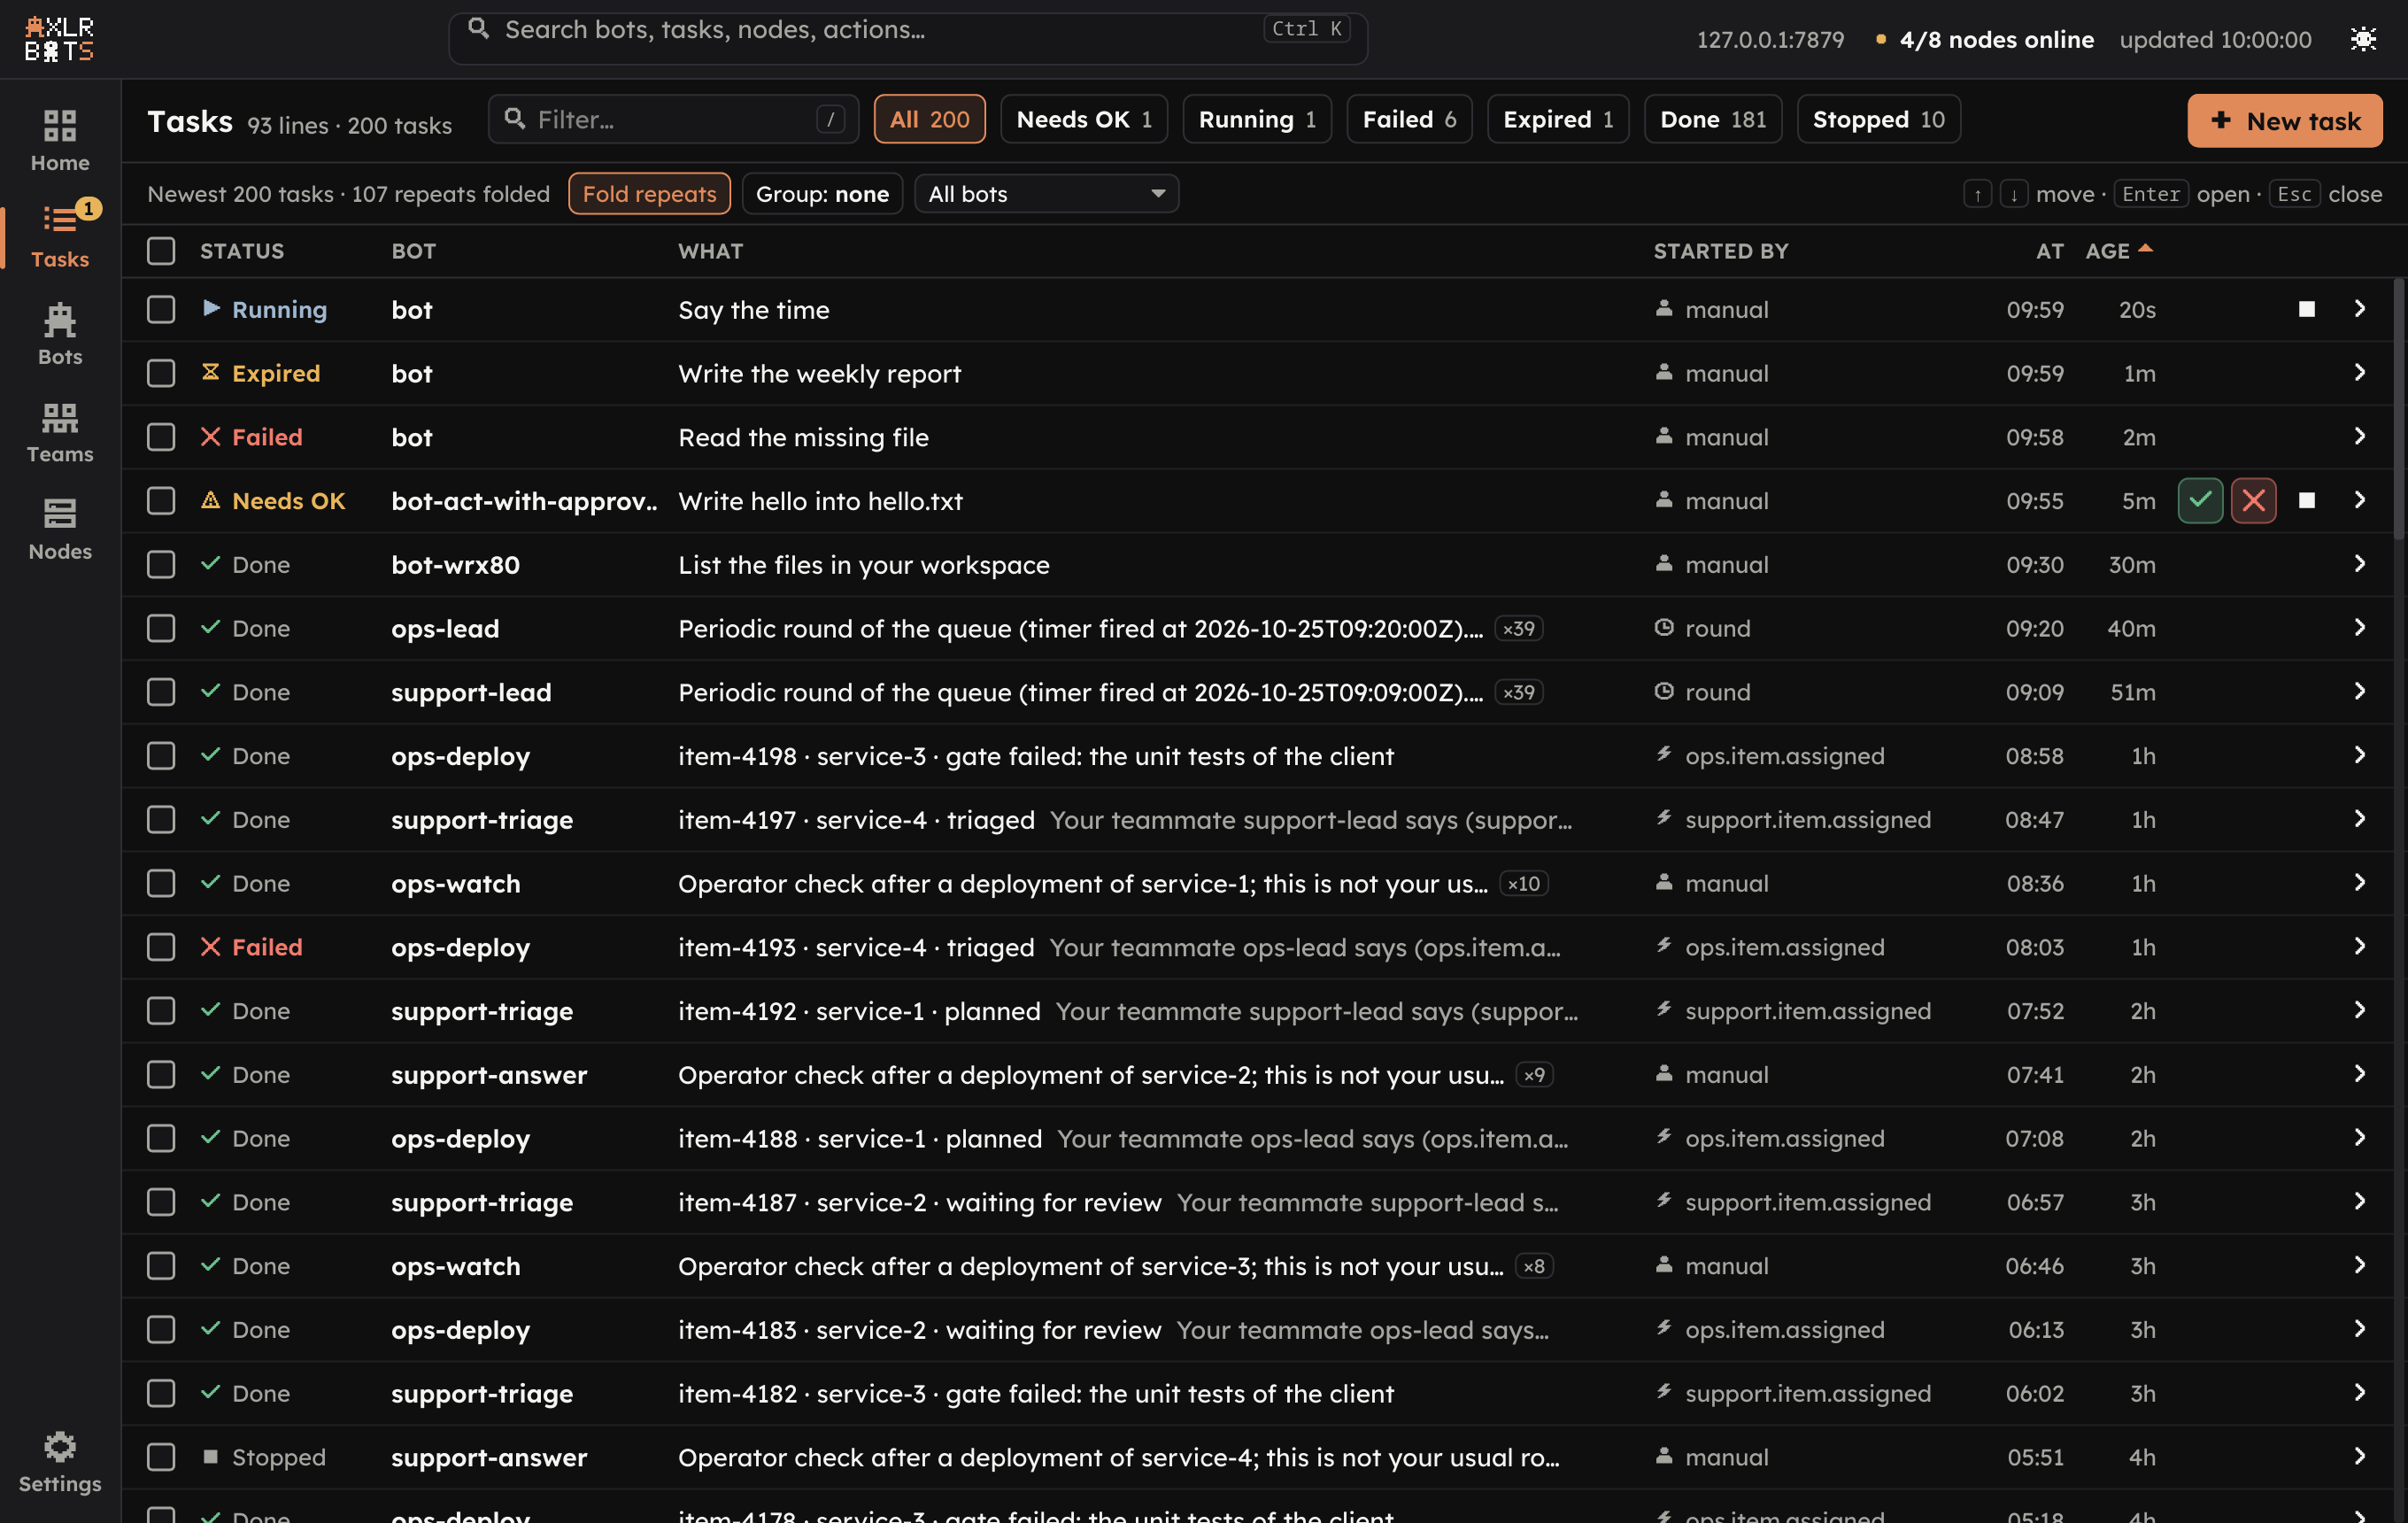 AXLR
BOTS
Search bots, tasks, nodes, actions...
Ctrl K
127.0.0.1:7879
4/8 nodes online
updated 10:00:00
Home
1
Tasks
Bots
Teams
Nodes
Settings
Tasks 93 lines · 200 tasks
Filter...
/
All 200
Needs OK 1
Running 1
Failed 6
Expired 1
Done 181
Stopped 10
+ New task
Newest 200 tasks · 107 repeats folded
Fold repeats
Group: none
All bots
↑ ↓ move · Enter open · Esc close
STATUS BOT WHAT STARTED BY AT AGE
Running bot Say the time manual 09:59 20s
Expired bot Write the weekly report manual 09:59 1m
Failed bot Read the missing file manual 09:58 2m
Needs OK bot-act-with-approv.. Write hello into hello.txt manual 09:55 5m
Done bot-wrx80 List the files in your workspace manual 09:30 30m
Done ops-lead Periodic round of the queue (timer fired at 2026-10-25T09:20:00Z).... ×39 round 09:20 40m
Done support-lead Periodic round of the queue (timer fired at 2026-10-25T09:09:00Z).... ×39 round 09:09 51m
Done ops-deploy item-4198 · service-3 · gate failed: the unit tests of the client ops.item.assigned 08:58 1h
Done support-triage item-4197 · service-4 · triaged Your teammate support-lead says (suppor... support.item.assigned 08:47 1h
Done ops-watch Operator check after a deployment of service-1; this is not your us... ×10 manual 08:36 1h
Failed ops-deploy item-4193 · service-4 · triaged Your teammate ops-lead says (ops.item.a... ops.item.assigned 08:03 1h
Done support-triage item-4192 · service-1 · planned Your teammate support-lead says (suppor... support.item.assigned 07:52 2h
Done support-answer Operator check after a deployment of service-2; this is not your usu... ×9 manual 07:41 2h
Done ops-deploy item-4188 · service-1 · planned Your teammate ops-lead says (ops.item.a... ops.item.assigned 07:08 2h
Done support-triage item-4187 · service-2 · waiting for review Your teammate support-lead s... support.item.assigned 06:57 3h
Done ops-watch Operator check after a deployment of service-3; this is not your usu... ×8 manual 06:46 3h
Done ops-deploy item-4183 · service-2 · waiting for review Your teammate ops-lead says... ops.item.assigned 06:13 3h
Done support-triage item-4182 · service-3 · gate failed: the unit tests of the client support.item.assigned 06:02 3h
Stopped support-answer Operator check after a deployment of service-4; this is not your usual ro... manual 05:51 4h
Done ops-deploy item-4178 · service-3 · gate failed: the unit tests of the client ops.item.assigned 05:18 4h